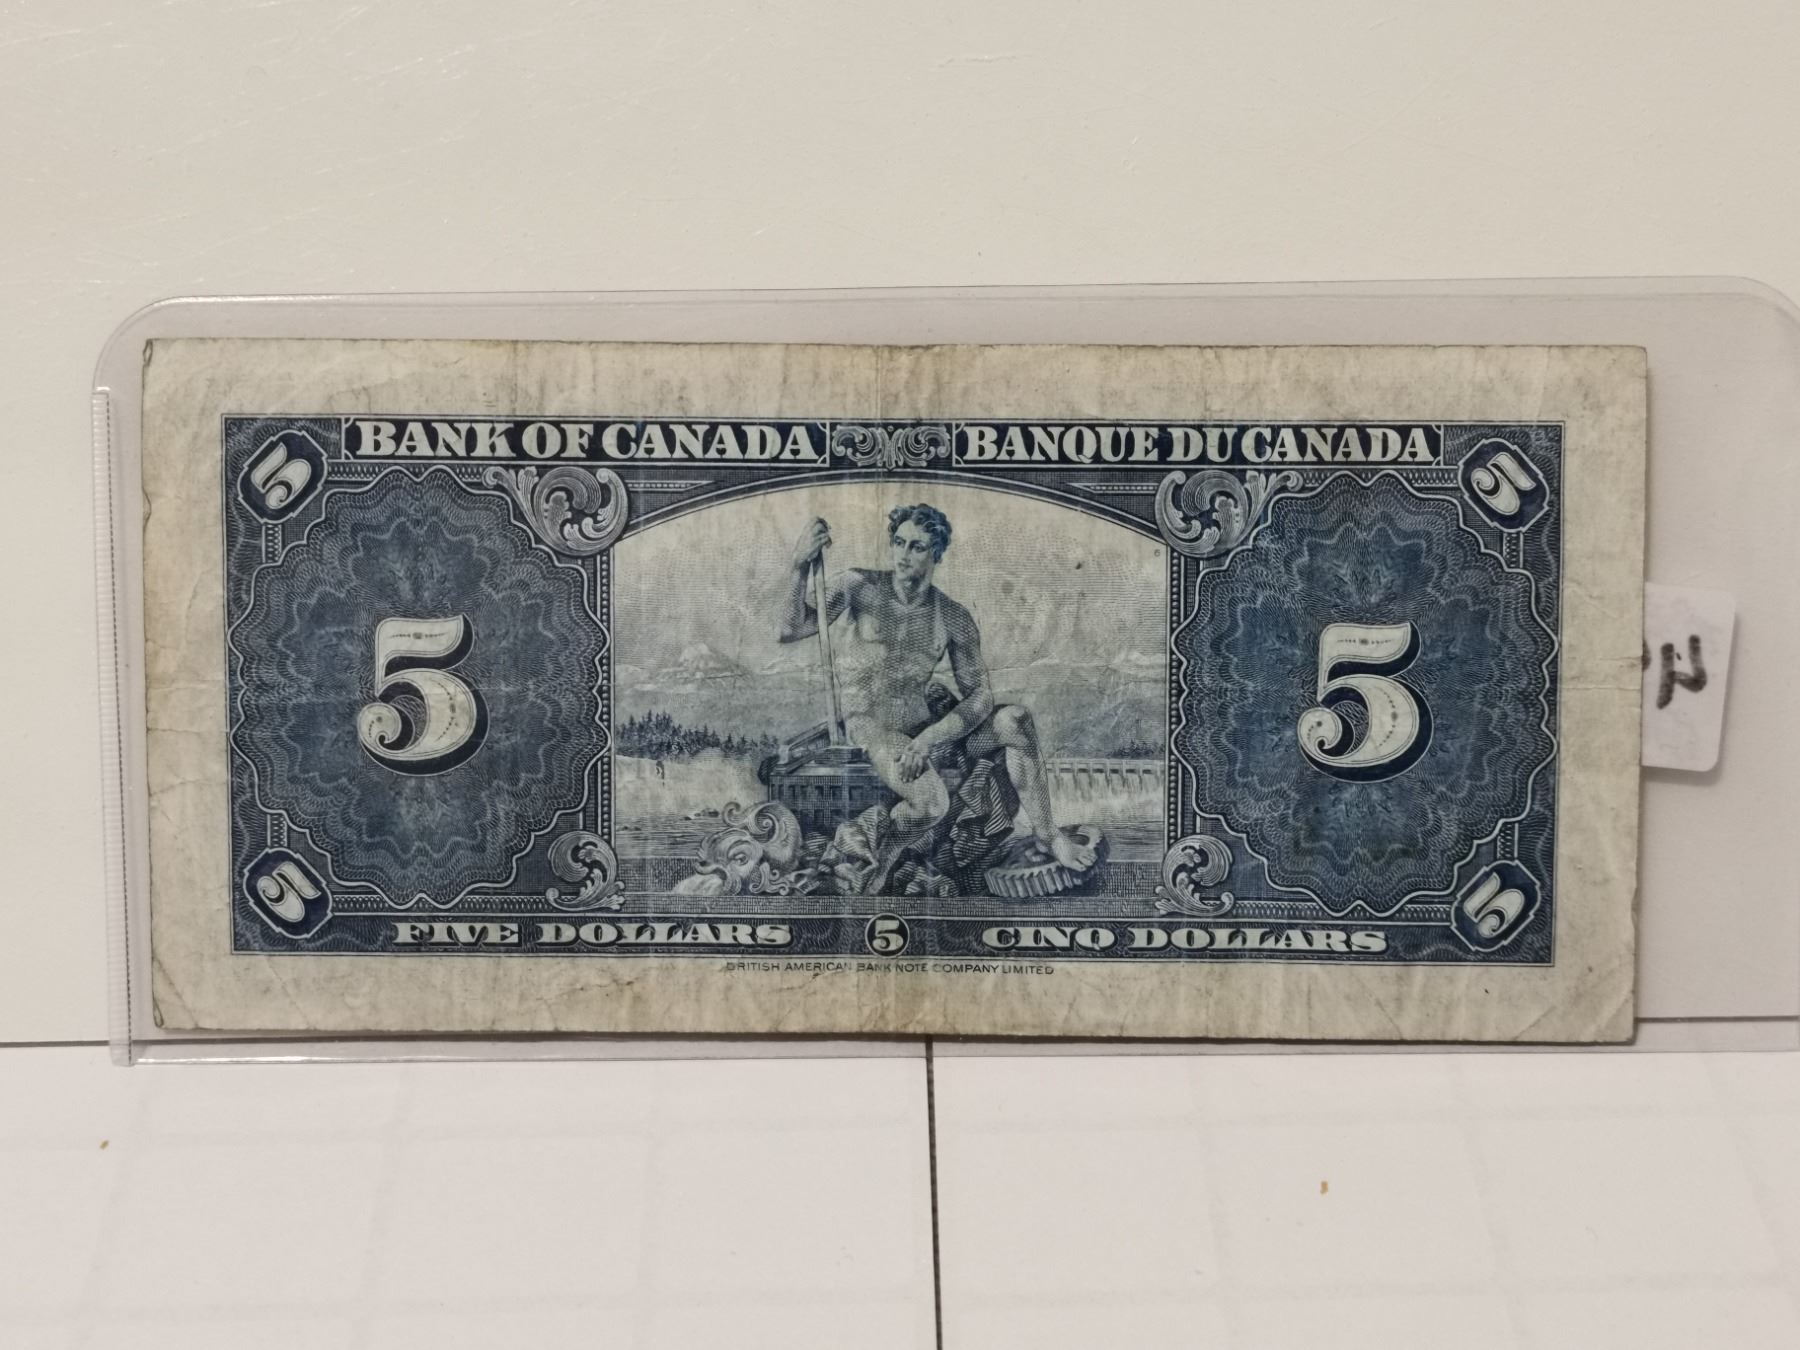 BANK OF CANADA BANQUE DU CANADA
5 5
6
5 5
5 5
FIVE DOLLARS 5 CINQ DOLLARS
BRITISH AMERICAN BANK NOTE COMPANY LIMITED